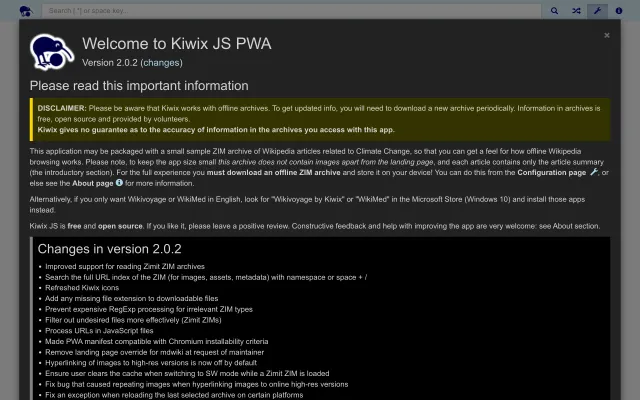 Search [.*] or space key..
×
Welcome to Kiwix JS PWA
Version 2.0.2 (changes)
Please read this important information
DISCLAIMER: Please be aware that Kiwix works with offline archives. To get updated info, you will need to download a new archive periodically. Information in archives is
free, open source and provided by volunteers.
Kiwix gives no guarantee as to the accuracy of information in the archives you access with this app.
This application may be packaged with a small sample ZIM archive of Wikipedia articles related to Climate Change, so that you can get a feel for how offline Wikipedia
browsing works. Please note, to keep the app size small this archive does not contain images apart from the landing page, and each article contains only the article summary
(the introductory section). For the full experience you must download an offline ZIM archive and store it on your device! You can do this from the Configuration page , or
else see the About page for more information.
Alternatively, if you only want Wikivoyage or WikiMed in English, look for "Wikivoyage by Kiwix" or "WikiMed" in the Microsoft Store (Windows 10) and install those apps
instead.
Kiwix JS is free and open source. If you like it, please leave a positive review. Constructive feedback and help with improving the app are very welcome: see About section.
Changes in version 2.0.2
• Improved support for reading Zimit ZIM archives
• Search the full URL index of the ZIM (for images, assets, metadata) with namespace or space + /
• Refreshed Kiwix icons
• Add any missing file extension to downloadable files
• Prevent expensive RegExp processing for irrelevant ZIM types
• Filter out undesired files more effectively (Zimit ZIMs)
• Process URLs in JavaScript files
• Made PWA manifest compatible with Chromium installability criteria
• Remove landing page override for mdwiki at request of maintainer
• Hyperlinking of images to high-res versions is now off by default
• Ensure user clears the cache when switching to SW mode while a Zimit ZIM is loaded
• Fix bug that caused repeating images when hyperlinking images to online high-res versions
• Fix an exception when reloading the last selected archive on certain platforms